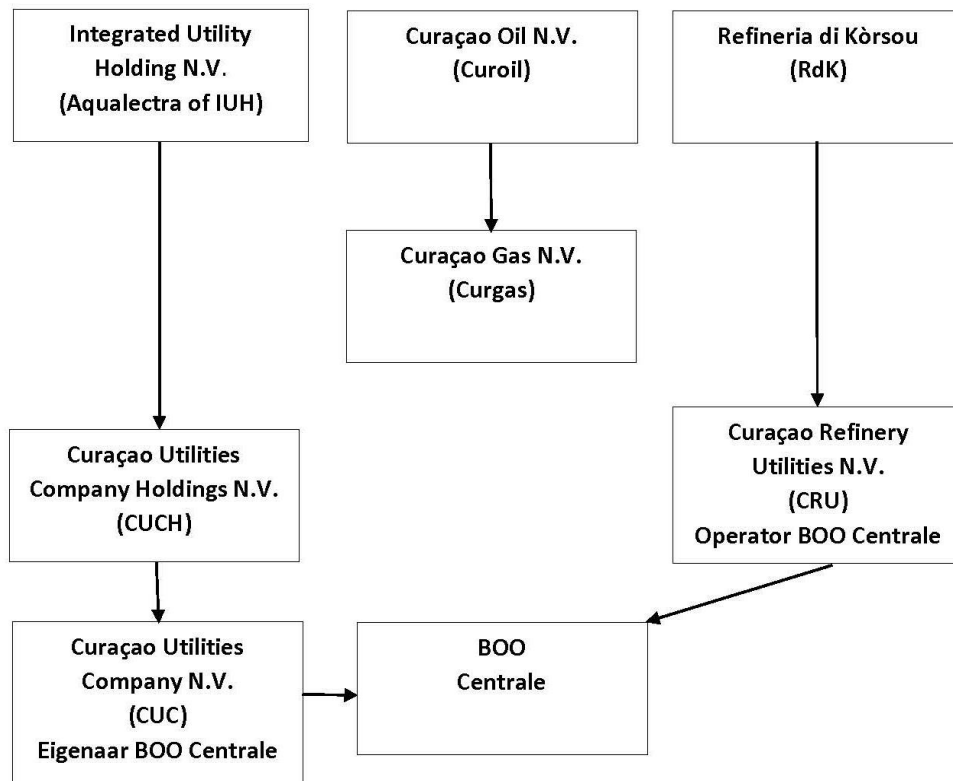 Integrated Utility
Holding N.V.
(Aqualectra of IUH)
Curaçao Oil N.V.
(Curoil)
Refineria di Kòrsou
(RdK)
Curaçao Gas N.V.
(Curgas)
Curaçao Utilities
Company Holdings N.V.
(CUCH)
Curaçao Refinery
Utilities N.V.
(CRU)
Operator BOO Centrale
Curaçao Utilities
Company N.V.
(CUC)
Eigenaar BOO Centrale
BOO
Centrale